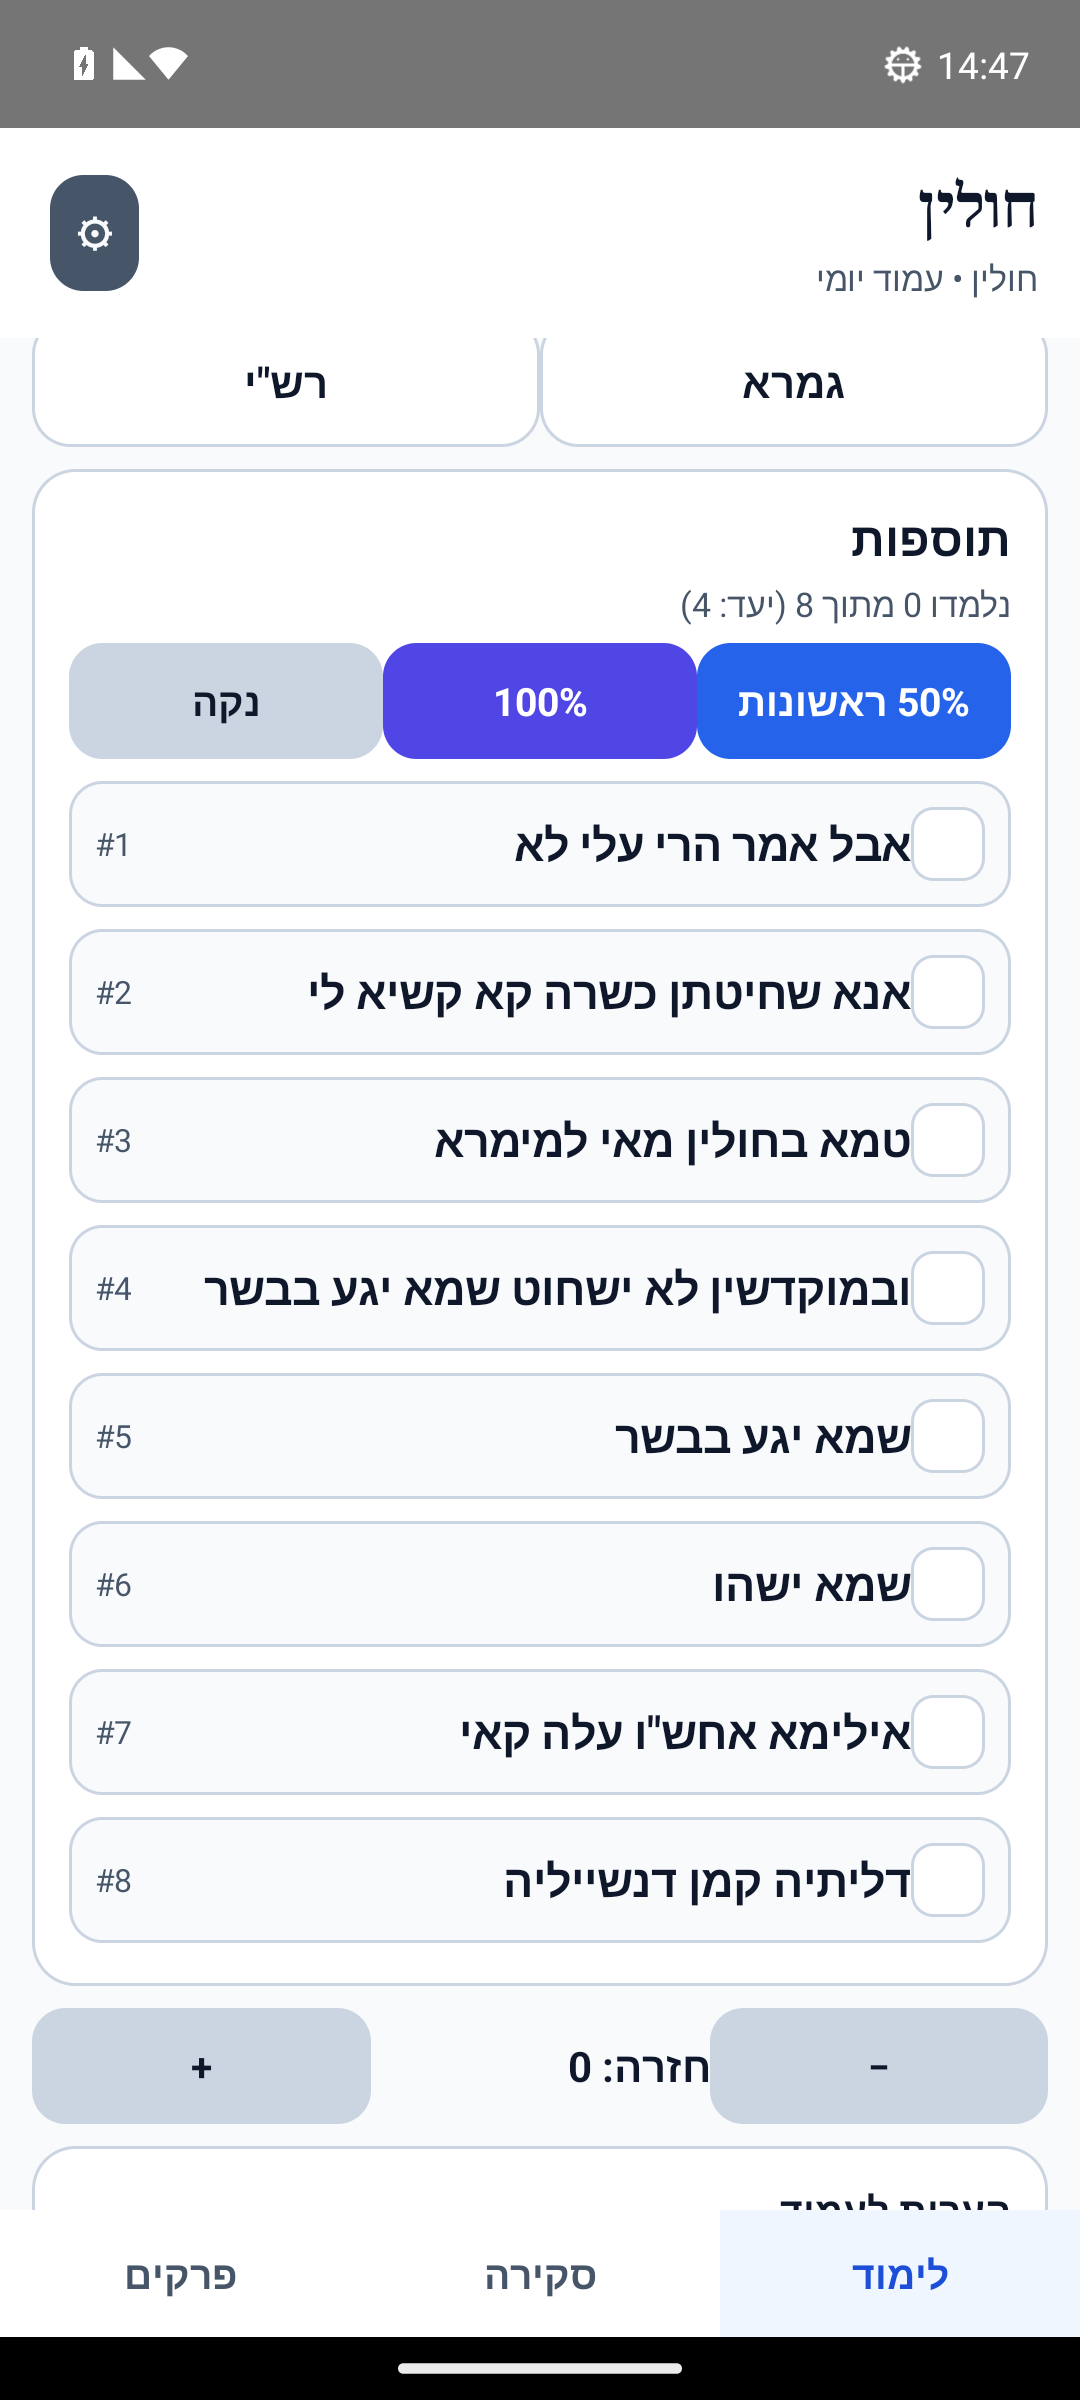 14:47
חולין
חולין • עמוד יומי
גמרא
רש"י
תוספות
נלמדו 0 מתוך 8 (יעד: 4)
50% ראשונות
100%
נקה
אבל אמר הרי עלי לא
#1
אנא שחיטתן כשרה קא קשיא לי
#2
טמא בחולין מאי למימרא
#3
ובמוקדשין לא ישחוט שמא יגע בבשר
#4
שמא יגע בבשר
#5
שמא ישהו
#6
אילימא אחש"ו עלה קאי
#7
דליתיה קמן דנשייליה
#8
−
חזרה: 0
+
הערות לעמוד
לימוד
סקירה
פרקים